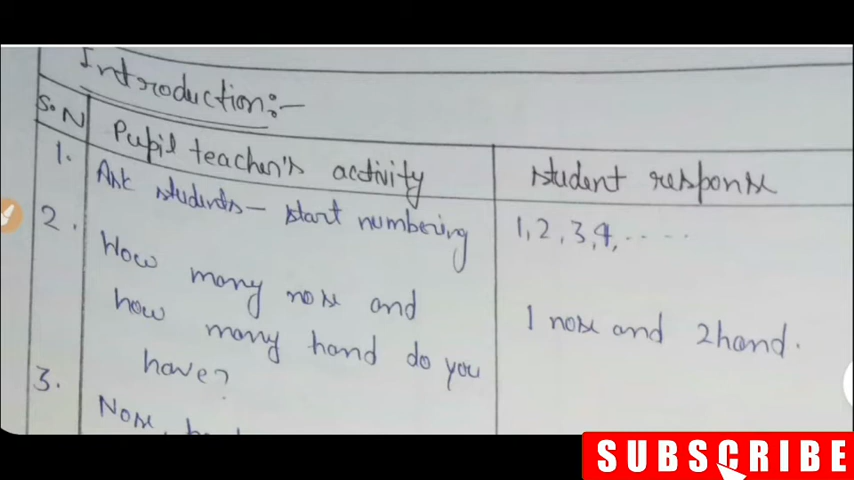 Introduction:-
S.N Pupil teacher's activity student response
1. Ask students- start numbering 1,2,3,4,.....
2. How many nose and
how many hand do you 1 nose and 2 hand.
have?
3. Nose,
SUBSCRIBE